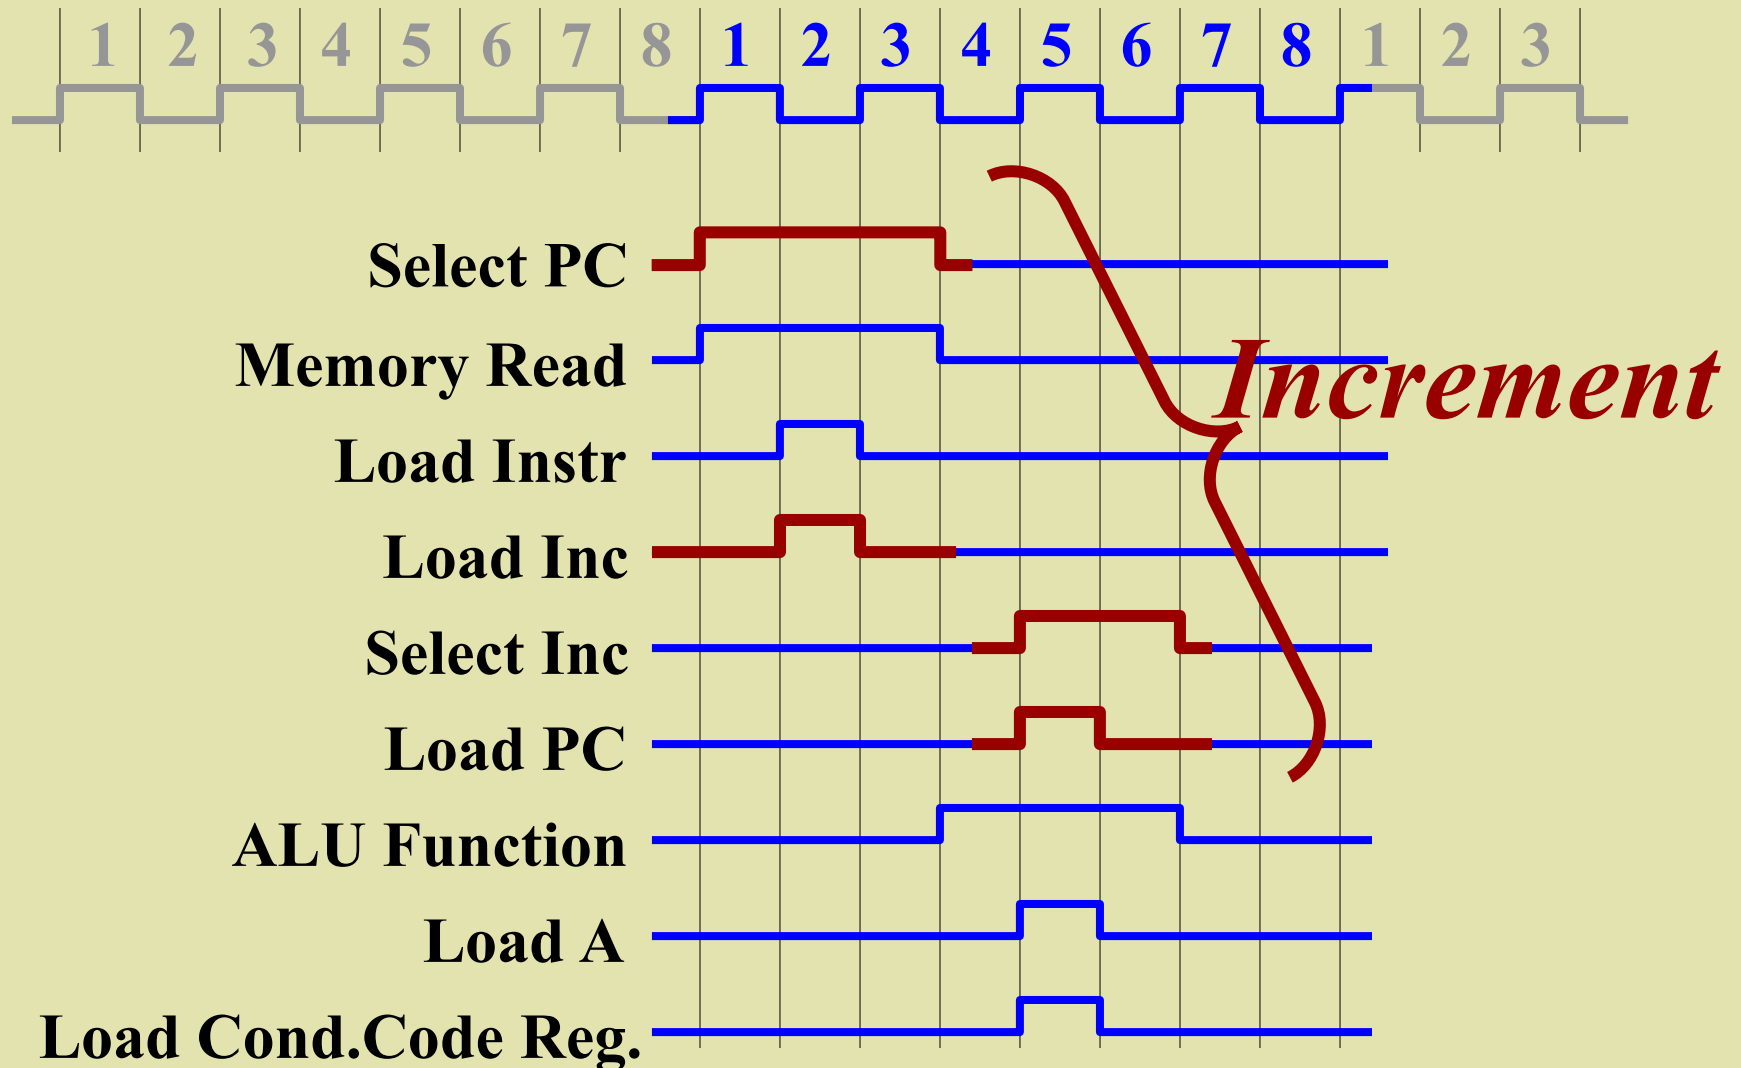 1 2 3 4 5 6 7 8 1 2 3 4 5 6 7 8 1 2 3
Select PC
Memory Read
Increment
Load Instr
Load Inc
Select Inc
Load PC
ALU Function
Load A
Load Cond.Code Reg.